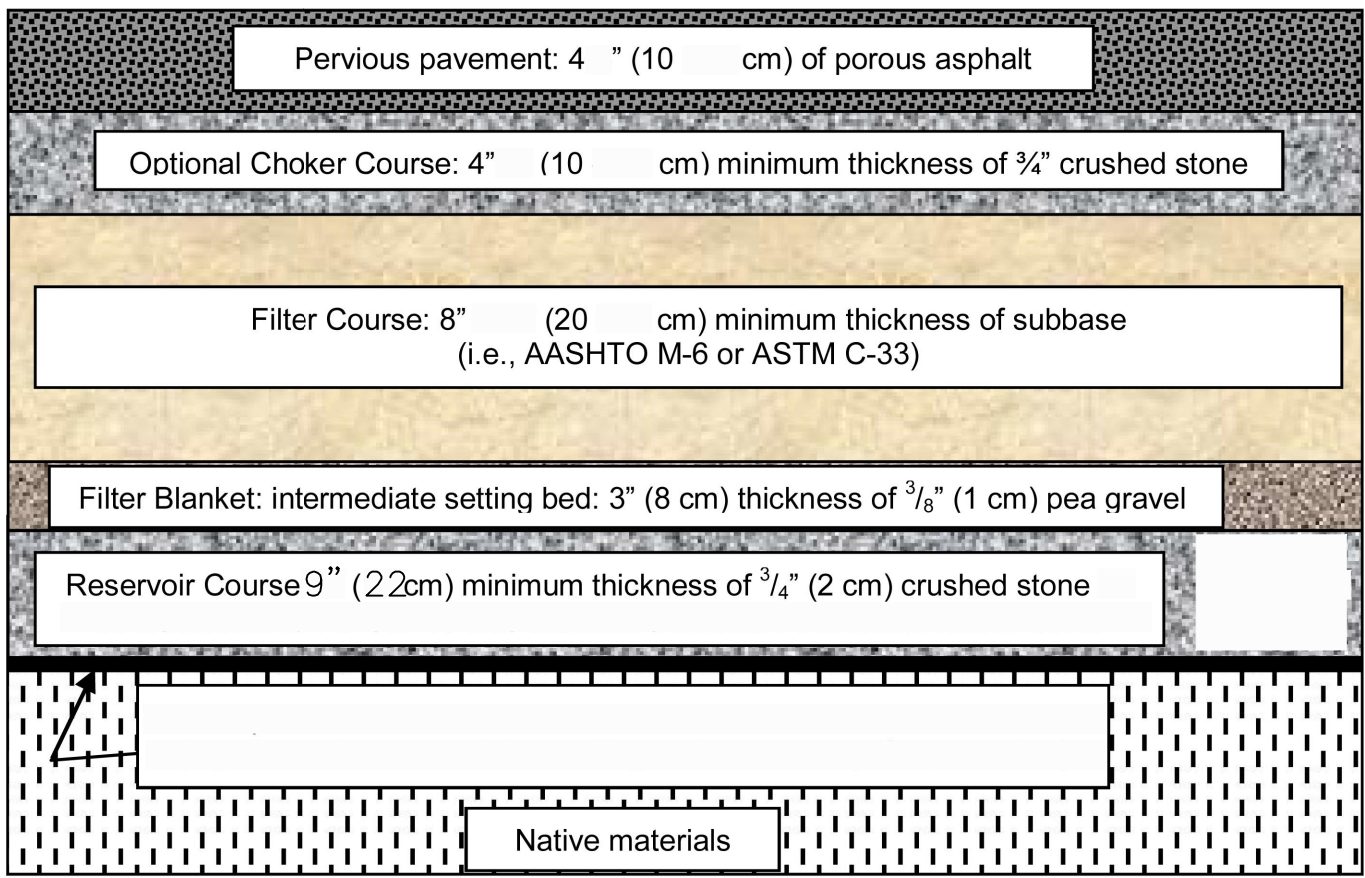 Pervious pavement: 4 ” (10 cm) of porous asphalt
Optional Choker Course: 4” (10 cm) minimum thickness of ¾” crushed stone
Filter Course: 8” (20 cm) minimum thickness of subbase
(i.e., AASHTO M-6 or ASTM C-33)
Filter Blanket: intermediate setting bed: 3” (8 cm) thickness of 3/8” (1 cm) pea gravel
Reservoir Course 9” (22cm) minimum thickness of 3/4” (2 cm) crushed stone
Native materials